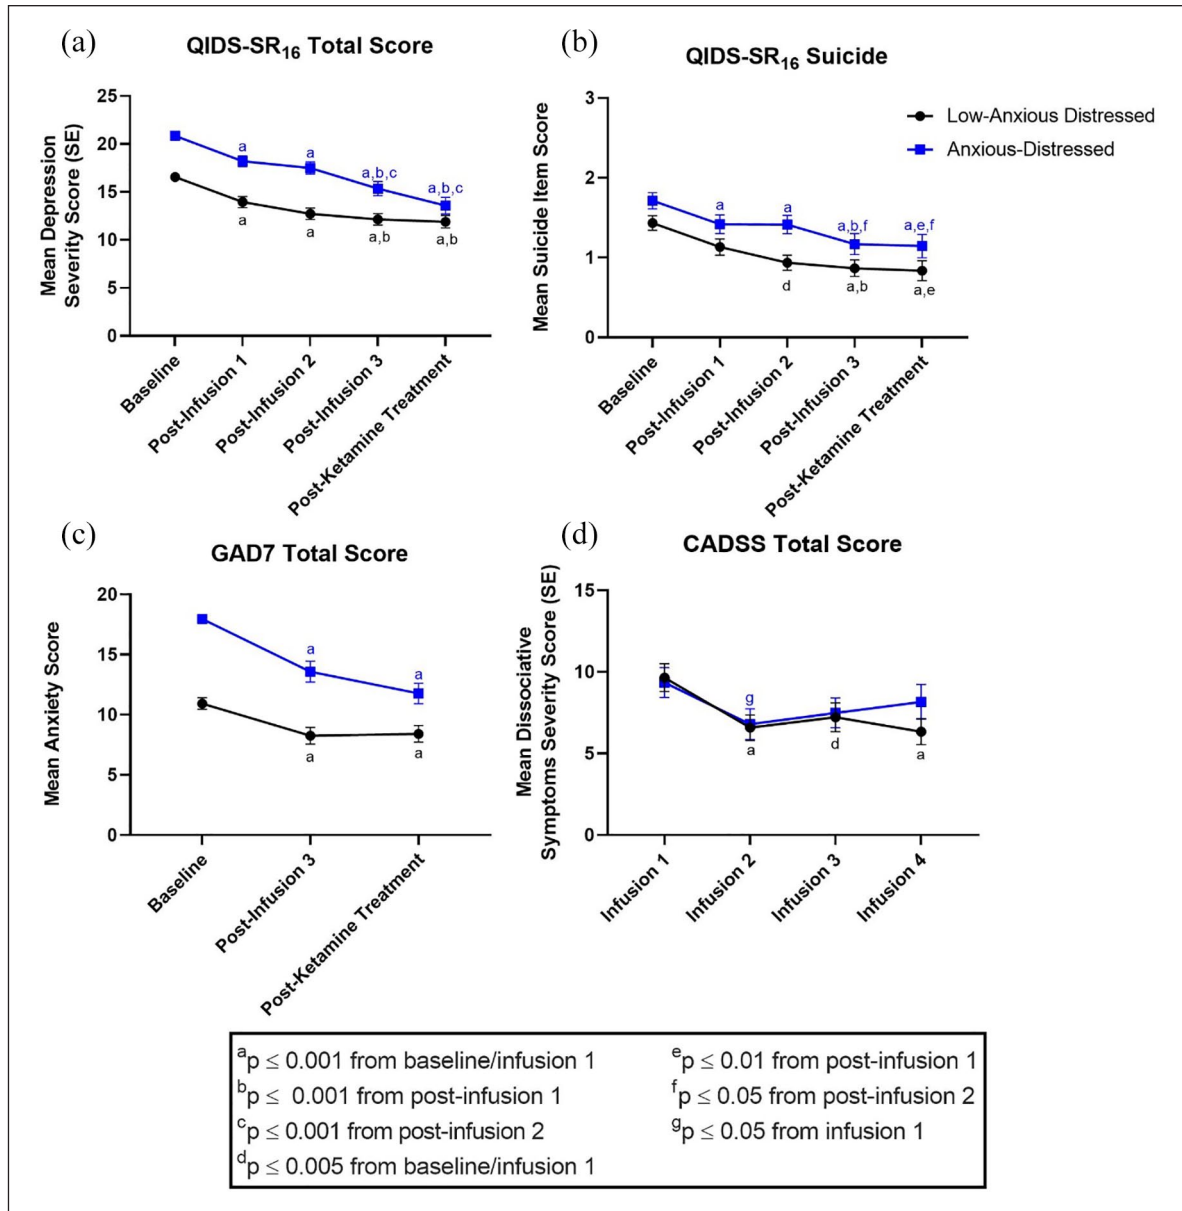 (a)
QIDS-SR16 Total Score
Mean Depression
Severity Score (SE)
25
20
15
10
5
0
a
a
a,b,c
a,b,c
a
a
a,b
a,b
Baseline
Post-Infusion 1
Post-Infusion 2
Post-Infusion 3
Post-Ketamine Treatment
(b)
QIDS-SR16 Suicide
Mean Suicide Item Score
3
2
1
0
Low-Anxious Distressed
Anxious-Distressed
a
a
a,b,f
a,e,f
d
a,b
a,e
Baseline
Post-Infusion 1
Post-Infusion 2
Post-Infusion 3
Post-Ketamine Treatment
(c)
GAD7 Total Score
Mean Anxiety Score
20
15
10
5
0
a
a
a
a
Baseline
Post-Infusion 3
Post-Ketamine Treatment
(d)
CADSS Total Score
Mean Dissociative
Symptoms Severity Score (SE)
15
10
5
0
g
a
d
a
Infusion 1
Infusion 2
Infusion 3
Infusion 4
ap ≤ 0.001 from baseline/infusion 1
bp ≤ 0.001 from post-infusion 1
cp ≤ 0.001 from post-infusion 2
dp ≤ 0.005 from baseline/infusion 1
ep ≤ 0.01 from post-infusion 1
fp ≤ 0.05 from post-infusion 2
gp ≤ 0.05 from infusion 1